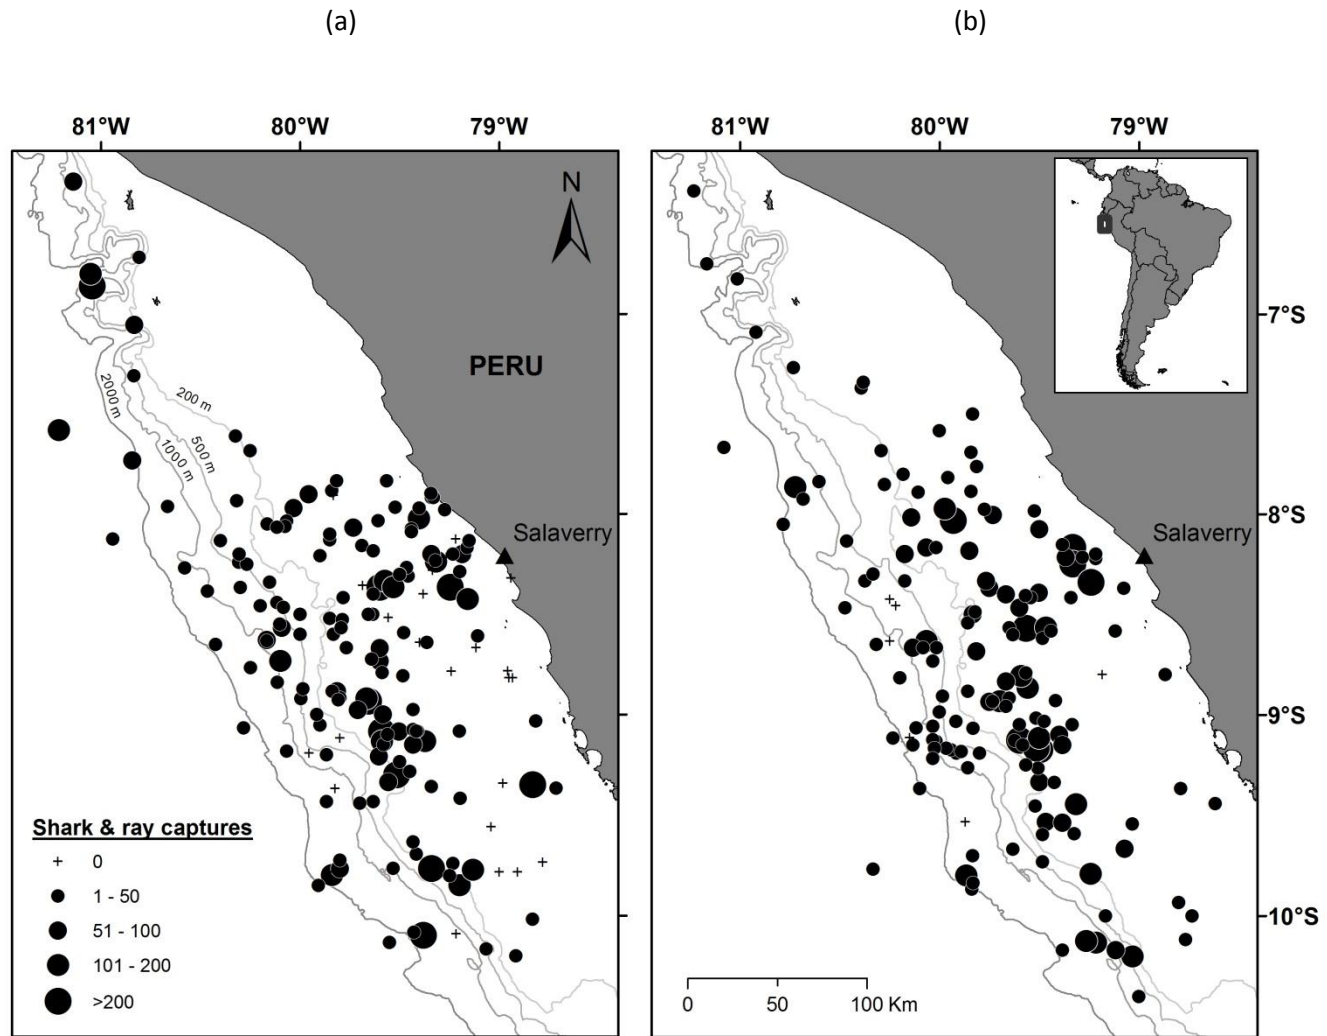 (a)
(b)
81°W 80°W 79°W
81°W 80°W 79°W
N
7°S
PERU
2000 m
200 m
1000 m
500 m
8°S
Salaverry
Salaverry
9°S
Shark & ray captures
0
1 - 50
51 - 100
101 - 200
>200
10°S
0 50 100 Km